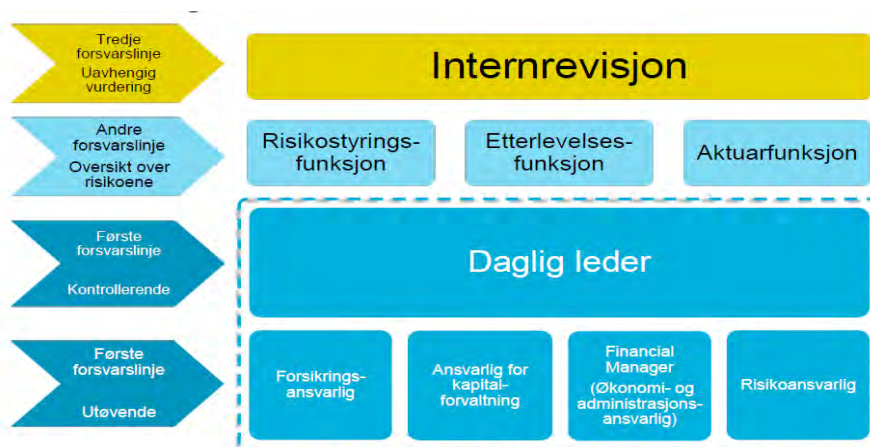 Tredje
forsvarslinje
Uavhengig
vurdering
Internrevisjon
Andre
forsvarslinje
Oversikt over
risikoene
Risikostyrings-
funksjon
Etterlevelses-
funksjon
Aktuarfunksjon
Første
forsvarslinje
Kontrollerende
Daglig leder
Første
forsvarslinje
Utøvende
Forsikrings-
ansvarlig
Ansvarlig for
kapital-
forvaltning
Financial
Manager
(Økonomi- og
administrasjons-
ansvarlig)
Risikoansvarlig